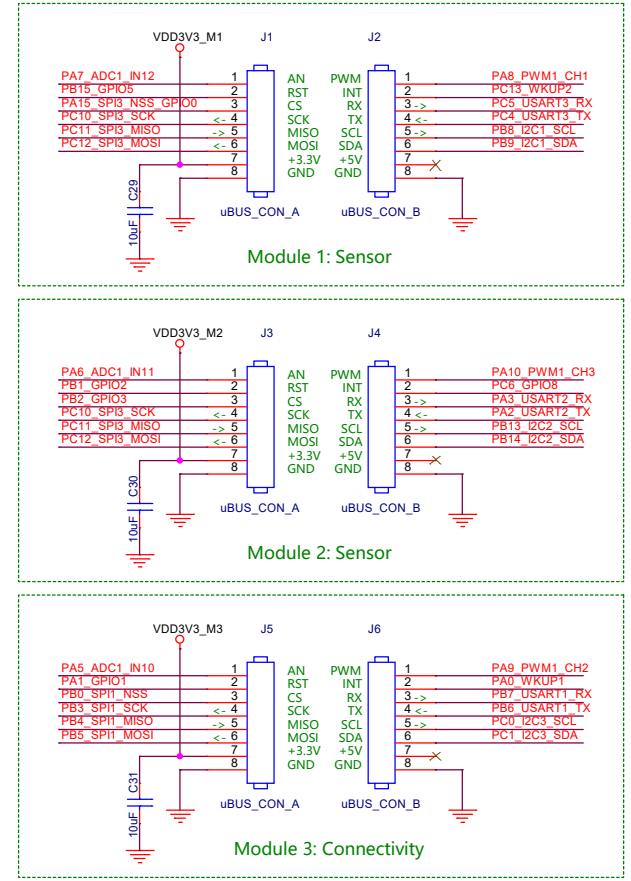 VDD3V3_M1 J1 J2
PA7_ADC1_IN12 1 AN PWM 1 PA8_PWM1_CH1
PB15_GPIO5 2 RST INT 2 PC13_WKUP2
PA15_SPI3_NSS_GPIO0 3 CS RX 3 -> PC5_USART3_RX
PC10_SPI3_SCK <- 4 SCK TX 4 <- PC4_USART3_TX
PC11_SPI3_MISO -> 5 MISO SCL 5 -> PB8_I2C1_SCL
PC12_SPI3_MOSI <- 6 MOSI SDA 6 PB9_I2C1_SDA
7 +3.3V +5V 7
8 GND GND 8
C29
10uF
uBUS_CON_A uBUS_CON_B
Module 1: Sensor
VDD3V3_M2 J3 J4
PA6_ADC1_IN11 1 AN PWM 1 PA10_PWM1_CH3
PB1_GPIO2 2 RST INT 2 PC6_GPIO8
PB2_GPIO3 3 CS RX 3 -> PA3_USART2_RX
PC10_SPI3_SCK <- 4 SCK TX 4 <- PA2_USART2_TX
PC11_SPI3_MISO -> 5 MISO SCL 5 -> PB13_I2C2_SCL
PC12_SPI3_MOSI <- 6 MOSI SDA 6 PB14_I2C2_SDA
7 +3.3V +5V 7
8 GND GND 8
C30
10uF
uBUS_CON_A uBUS_CON_B
Module 2: Sensor
VDD3V3_M3 J5 J6
PA5_ADC1_IN10 1 AN PWM 1 PA9_PWM1_CH2
PA1_GPIO1 2 RST INT 2 PA0_WKUP1
PB0_SPI1_NSS 3 CS RX 3 -> PB7_USART1_RX
PB3_SPI1_SCK <- 4 SCK TX 4 <- PB6_USART1_TX
PB4_SPI1_MISO -> 5 MISO SCL 5 -> PC0_I2C3_SCL
PB5_SPI1_MOSI <- 6 MOSI SDA 6 PC1_I2C3_SDA
7 +3.3V +5V 7
8 GND GND 8
C31
10uF
uBUS_CON_A uBUS_CON_B
Module 3: Connectivity